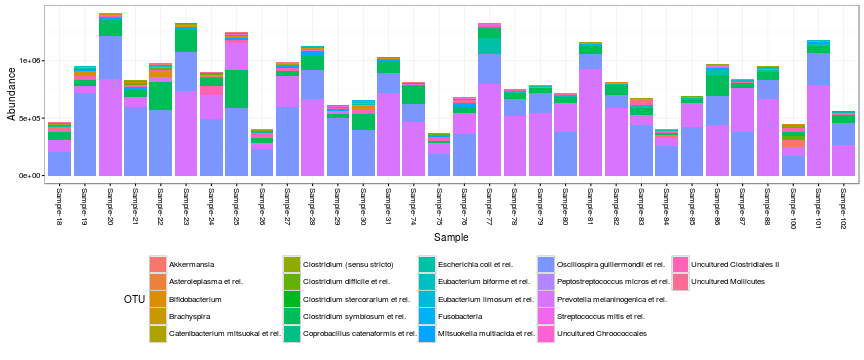 Abundance
1e+06
5e+05
0e+00
Sample-18
Sample-19
Sample-20
Sample-21
Sample-22
Sample-23
Sample-24
Sample-25
Sample-26
Sample-27
Sample-28
Sample-29
Sample-30
Sample-31
Sample-74
Sample-75
Sample-76
Sample-77
Sample-78
Sample-79
Sample-80
Sample-81
Sample-82
Sample-83
Sample-84
Sample-85
Sample-86
Sample-87
Sample-88
Sample-100
Sample-101
Sample-102
Sample
OTU
Akkermansia
Asteroleplasma et rel.
Bifidobacterium
Brachyspira
Catenibacterium mitsuokai et rel.
Clostridium (sensu stricto)
Clostridium difficile et rel.
Clostridium stercorarium et rel.
Clostridium symbiosum et rel.
Coprobacillus catenaformis et rel.
Escherichia coli et rel.
Eubacterium biforme et rel.
Eubacterium limosum et rel.
Fusobacteria
Mitsuokella multiacida et rel.
Oscillospira guillermondii et rel.
Peptostreptococcus micros et rel.
Prevotella melaninogenica et rel.
Streptococcus mitis et rel.
Uncultured Chroococcales
Uncultured Clostridiales II
Uncultured Mollicutes